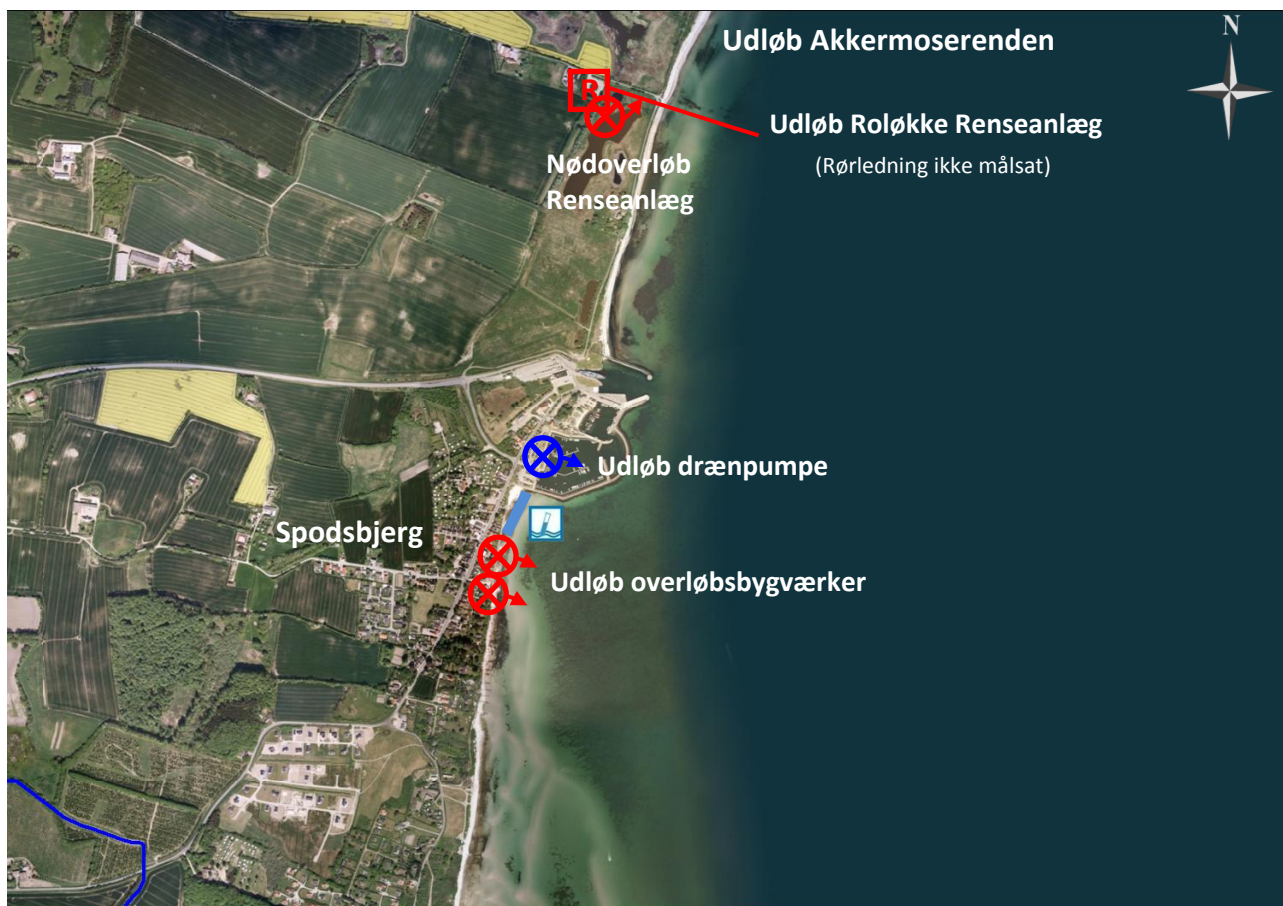 Udløb Akkermoserenden
N
R
Udløb Roløkke Renseanlæg
(Rørledning ikke målsat)
Nødoverløb
Renseanlæg
Udløb drænpumpe
Spodsbjerg
Udløb overløbsbygværker